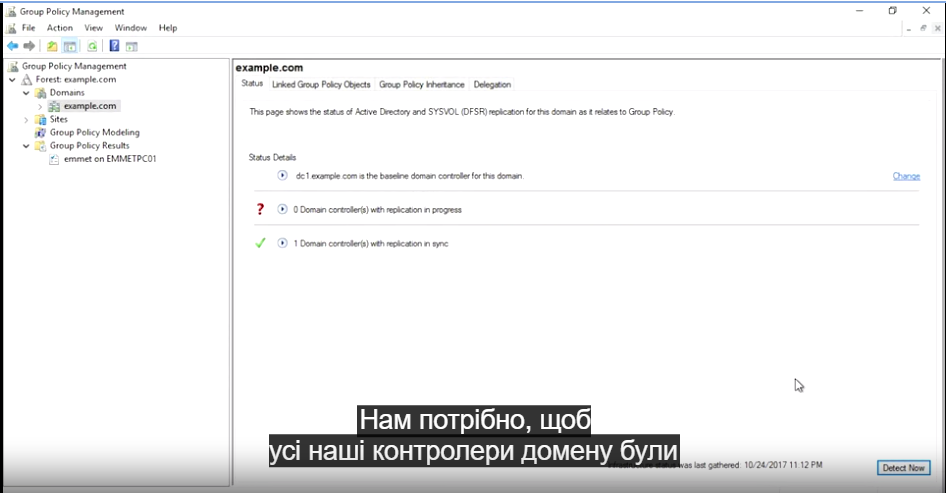 Group Policy Management
File Action View Window Help
Group Policy Management
Forest: example.com
Domains
example.com
Sites
Group Policy Modeling
Group Policy Results
emmet on EMMETPC01
example.com
Status Linked Group Policy Objects Group Policy Inheritance Delegation
This page shows the status of Active Directory and SYSVOL (DFSR) replication for this domain as it relates to Group Policy.
Status Details
dc1.example.com is the baseline domain controller for this domain.
Change
0 Domain controller(s) with replication in progress
1 Domain controller(s) with replication in sync
Нам потрібно, щоб
усі наші контролери домену були
was last gathered. 10/24/2017 11:12 PM
Detect Now